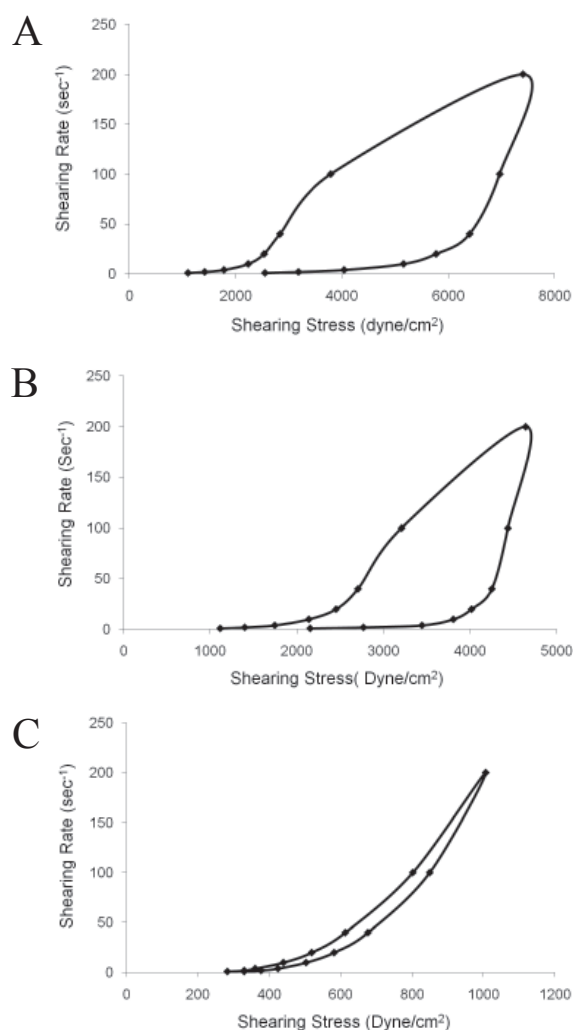 A
250
200
150
100
50
0
0 2000 4000 6000 8000
Shearing Rate (sec⁻¹)
Shearing Stress (dyne/cm²)
B
250
200
150
100
50
0
0 1000 2000 3000 4000 5000
Shearing Rate (Sec⁻¹)
Shearing Stress( Dyne/cm²)
C
250
200
150
100
50
0
0 200 400 600 800 1000 1200
Shearing Rate (sec⁻¹)
Shearing Stress (Dyne/cm²)